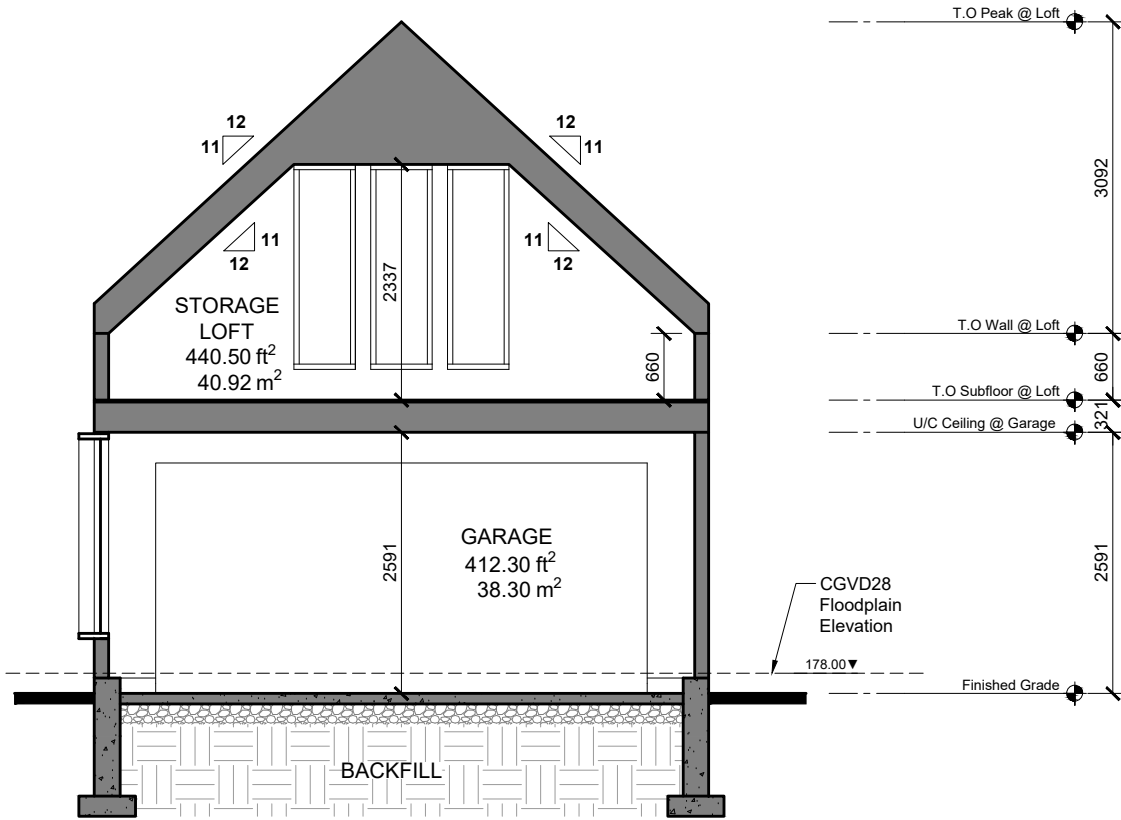 T.O Peak @ Loft
12
11
12
11
3092
11
12
11
12
2337
STORAGE
LOFT
440.50 ft²
40.92 m²
660
T.O Wall @ Loft
660
T.O Subfloor @ Loft
321
U/C Ceiling @ Garage
2591
GARAGE
412.30 ft²
38.30 m²
2591
CGVD28
Floodplain
Elevation
178.00
Finished Grade
BACKFILL